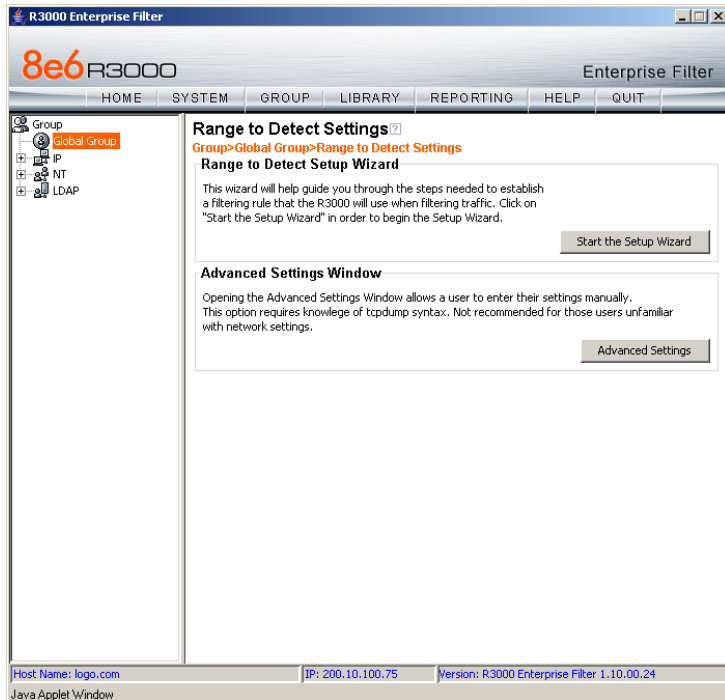 R3000 Enterprise Filter
8e6 R3000
Enterprise Filter
HOME SYSTEM GROUP LIBRARY REPORTING HELP QUIT
Group
Global Group
IP
NT
LDAP
Range to Detect Settings?
Group>Global Group>Range to Detect Settings
Range to Detect Setup Wizard
This wizard will help guide you through the steps needed to establish
a filtering rule that the R3000 will use when filtering traffic. Click on
"Start the Setup Wizard" in order to begin the Setup Wizard.
Start the Setup Wizard
Advanced Settings Window
Opening the Advanced Settings Window allows a user to enter their settings manually.
This option requires knowlege of tcpdump syntax. Not recommended for those users unfamiliar
with network settings.
Advanced Settings
Host Name: logo.com IP: 200.10.100.75 Version: R3000 Enterprise Filter 1.10.00.24
Java Applet Window